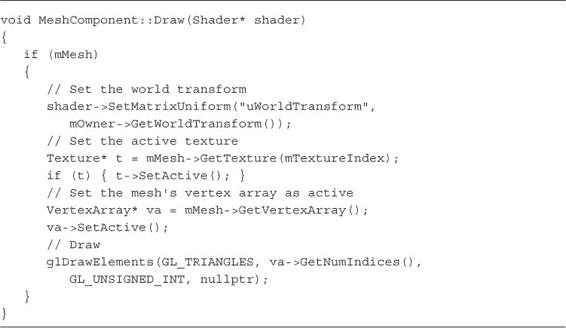 void MeshComponent::Draw(Shader* shader)
{
   if (mMesh)
   {
      // Set the world transform
      shader->SetMatrixUniform("uWorldTransform",
         mOwner->GetWorldTransform());
      // Set the active texture
      Texture* t = mMesh->GetTexture(mTextureIndex);
      if (t) { t->SetActive(); }
      // Set the mesh's vertex array as active
      VertexArray* va = mMesh->GetVertexArray();
      va->SetActive();
      // Draw
      glDrawElements(GL_TRIANGLES, va->GetNumIndices(),
         GL_UNSIGNED_INT, nullptr);
   }
}